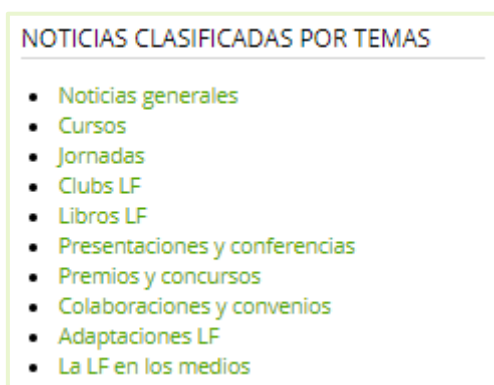 NOTICIAS CLASIFICADAS POR TEMAS
Noticias generales
Cursos
Jornadas
Clubs LF
Libros LF
Presentaciones y conferencias
Premios y concursos
Colaboraciones y convenios
Adaptaciones LF
La LF en los medios